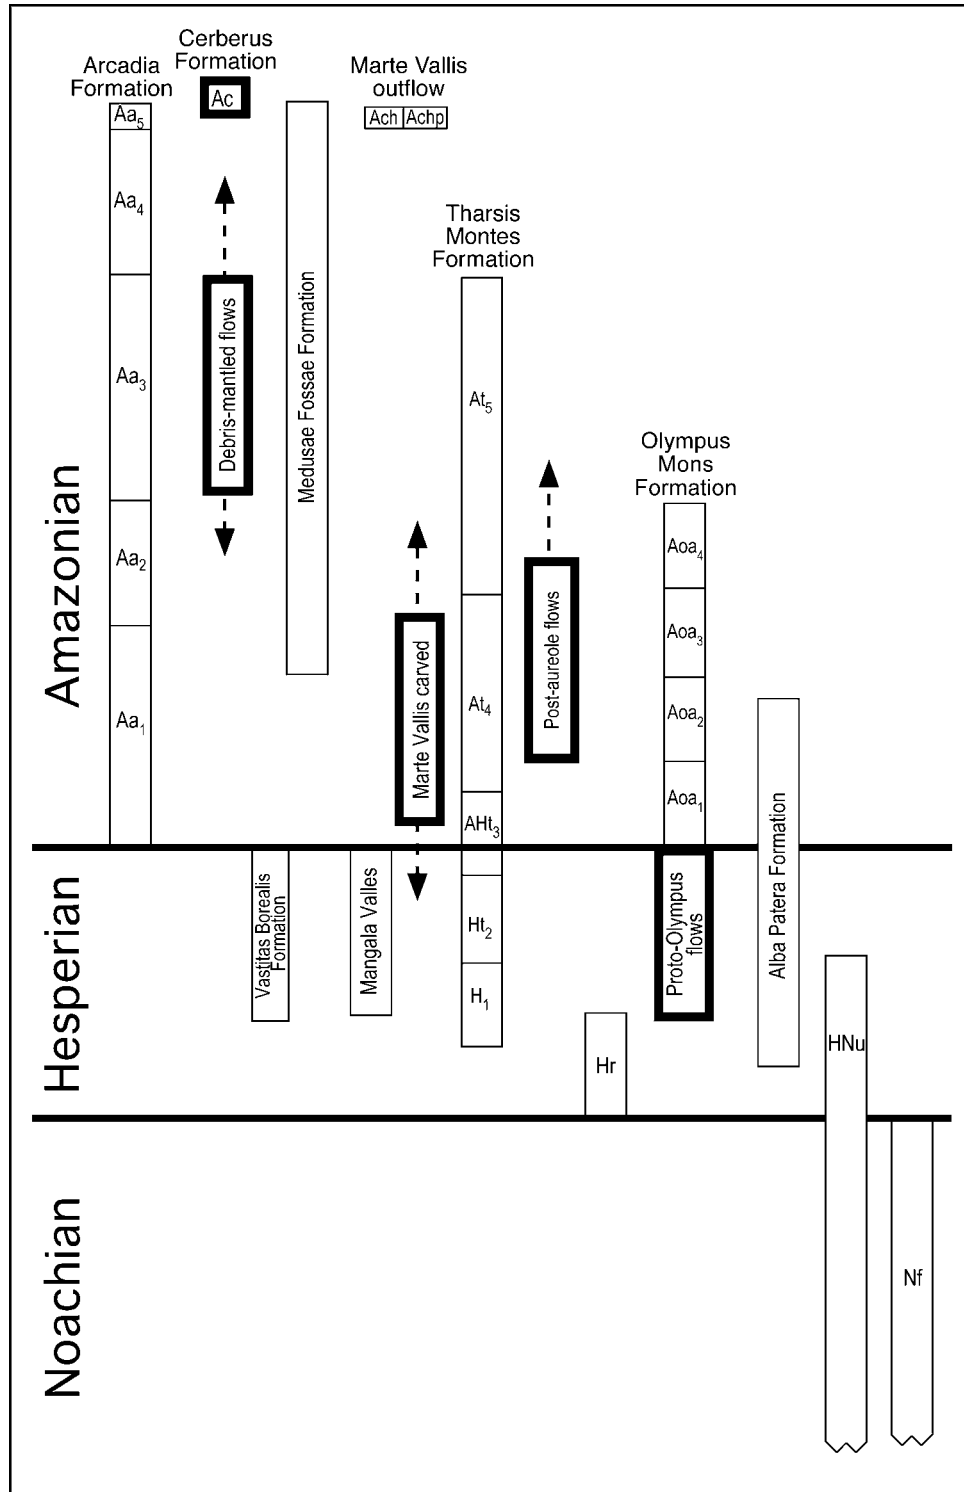 Cerberus
Formation
Arcadia
Formation
Marte Vallis
outflow
Ac
Aa5
Ach
Achp
Aa4
Tharsis
Montes
Formation
Debris-mantled flows
Medusae Fossae Formation
Aa3
At5
Olympus
Mons
Formation
Amazonian
Aa2
Aoa4
Aoa3
Marte Vallis carved
Post-aureole flows
At4
Aoa2
Aa1
Aoa1
AHt3
Hesperian
Vastitas Borealis
Formation
Mangala Valles
Ht2
H1
Proto-Olympus
flows
Alba Patera Formation
Hr
HNu
Noachian
Nf